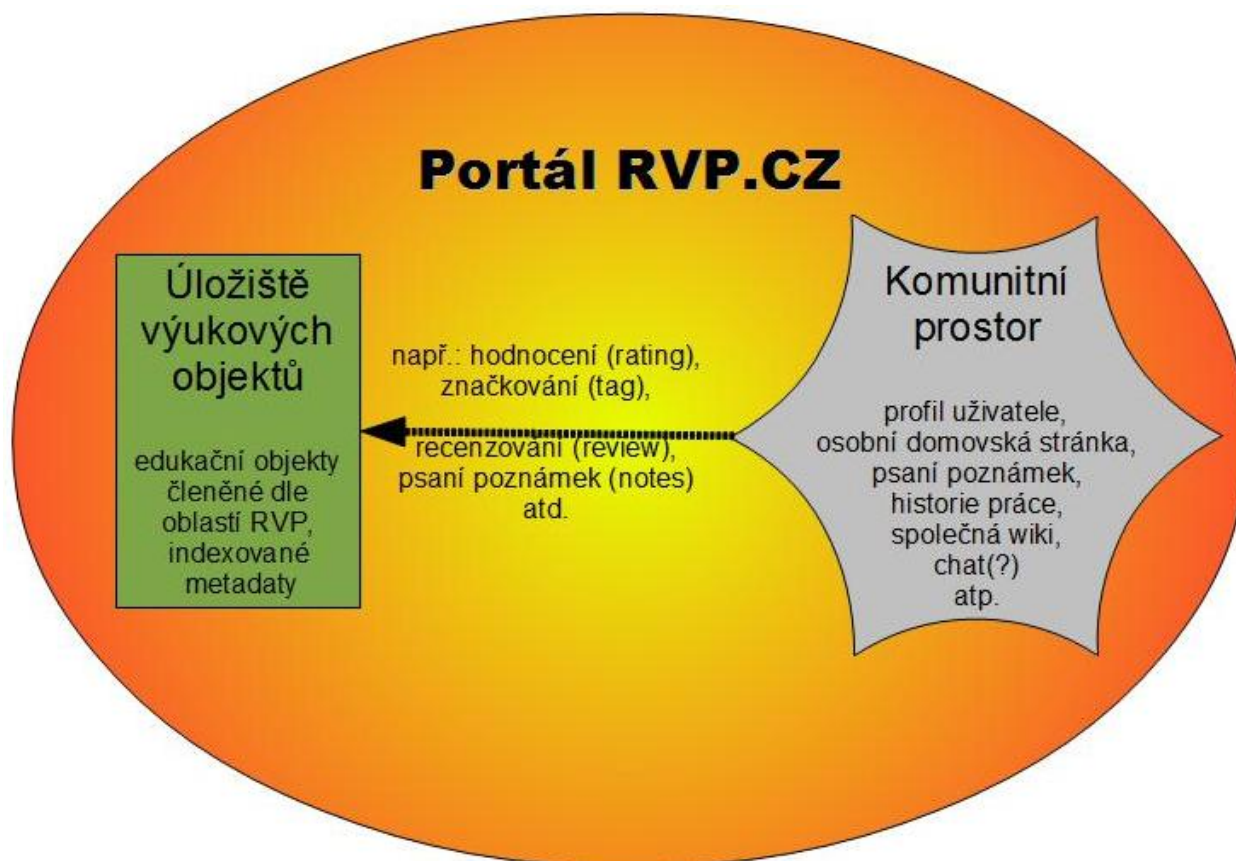 Portál RVP.CZ
Úložiště
výukových
objektů
edukační objekty
členěné dle
oblastí RVP,
indexované
metadaty
např.: hodnocení (rating),
značkování (tag),
recenzování (review),
psaní poznámek (notes)
atd.
Komunitní
prostor
profil uživatele,
osobní domovská stránka,
psaní poznámek,
historie práce,
společná wiki,
chat(?)
atp.